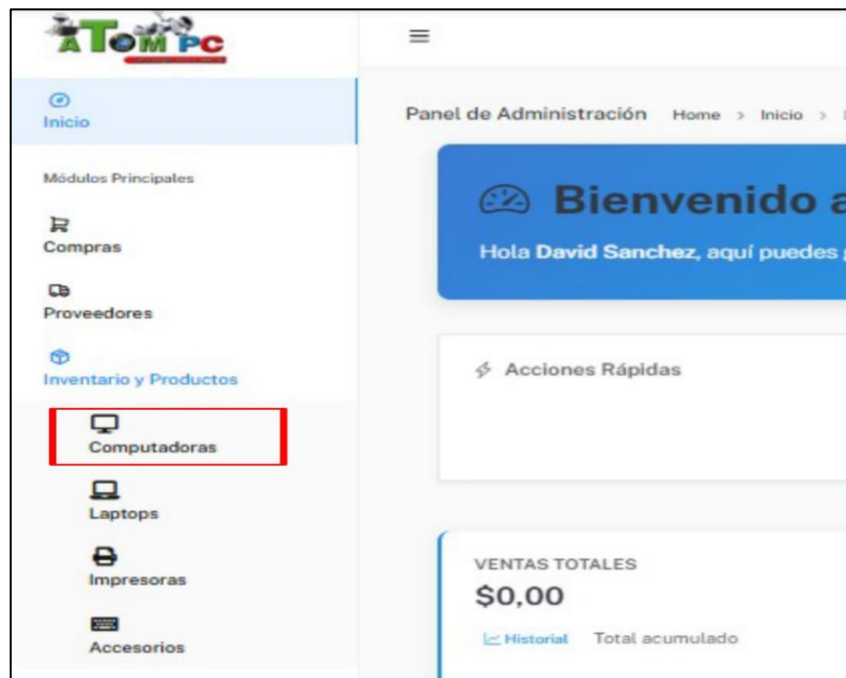 ATOM PC
Inicio
Módulos Principales
Compras
Proveedores
Inventario y Productos
Computadoras
Laptops
Impresoras
Accesorios
Panel de Administración Home > Inicio >
Bienvenido a
Hola David Sanchez, aquí puedes
Acciones Rápidas
VENTAS TOTALES
$0,00
Historial Total acumulado